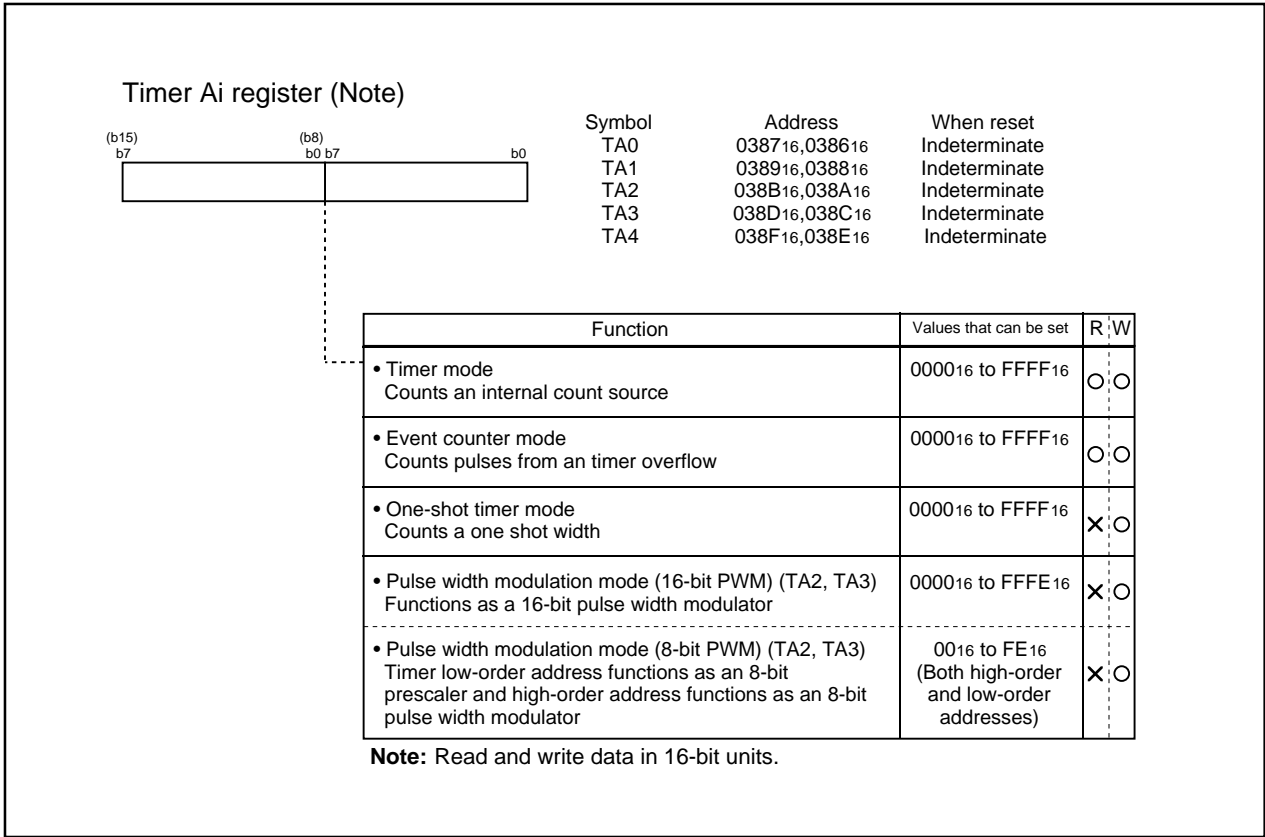 Timer Ai register (Note)
(b15) (b8)
b7 b0 b7 b0
Symbol Address When reset
TA0 038716,038616 Indeterminate
TA1 038916,038816 Indeterminate
TA2 038B16,038A16 Indeterminate
TA3 038D16,038C16 Indeterminate
TA4 038F16,038E16 Indeterminate
Function Values that can be set R W
• Timer mode 000016 to FFFF16
Counts an internal count source
• Event counter mode 000016 to FFFF16
Counts pulses from an timer overflow
• One-shot timer mode 000016 to FFFF16
Counts a one shot width
• Pulse width modulation mode (16-bit PWM) (TA2, TA3) 000016 to FFFE16
Functions as a 16-bit pulse width modulator
• Pulse width modulation mode (8-bit PWM) (TA2, TA3) 0016 to FE16
Timer low-order address functions as an 8-bit (Both high-order
prescaler and high-order address functions as an 8-bit and low-order
pulse width modulator addresses)
Note: Read and write data in 16-bit units.